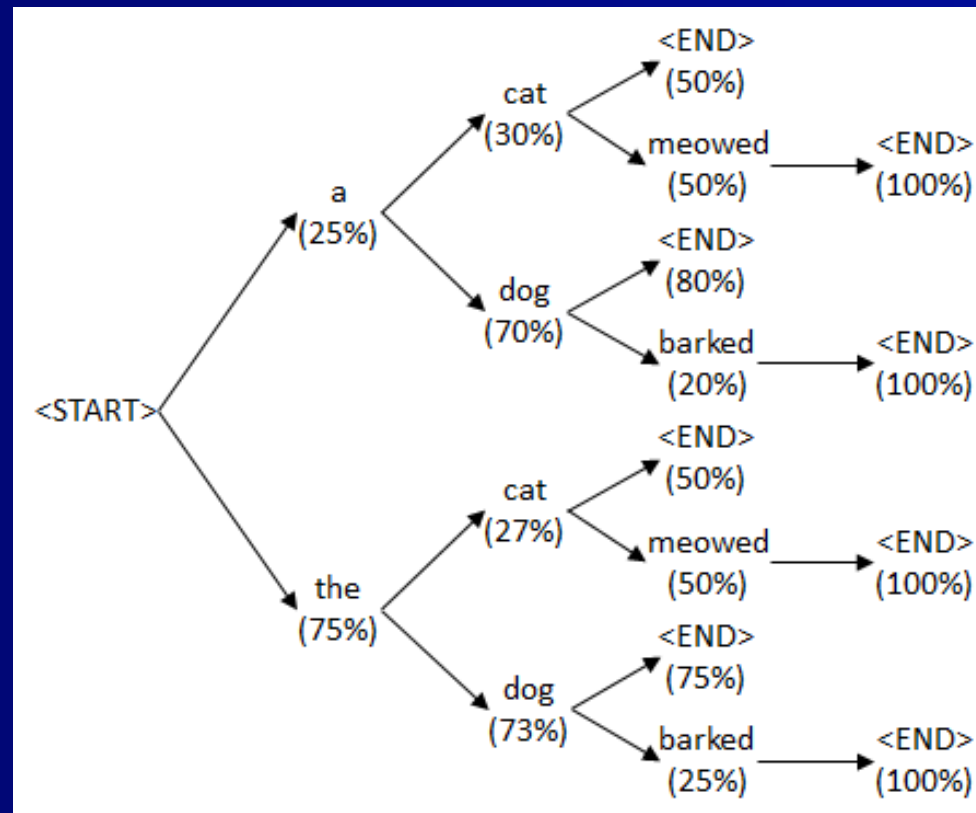 <END>
(50%)
cat
(30%)
meowed
(50%)
<END>
(100%)
a
(25%)
<END>
(80%)
dog
(70%)
barked
(20%)
<END>
(100%)
<START>
<END>
(50%)
cat
(27%)
meowed
(50%)
<END>
(100%)
the
(75%)
<END>
(75%)
dog
(73%)
barked
(25%)
<END>
(100%)